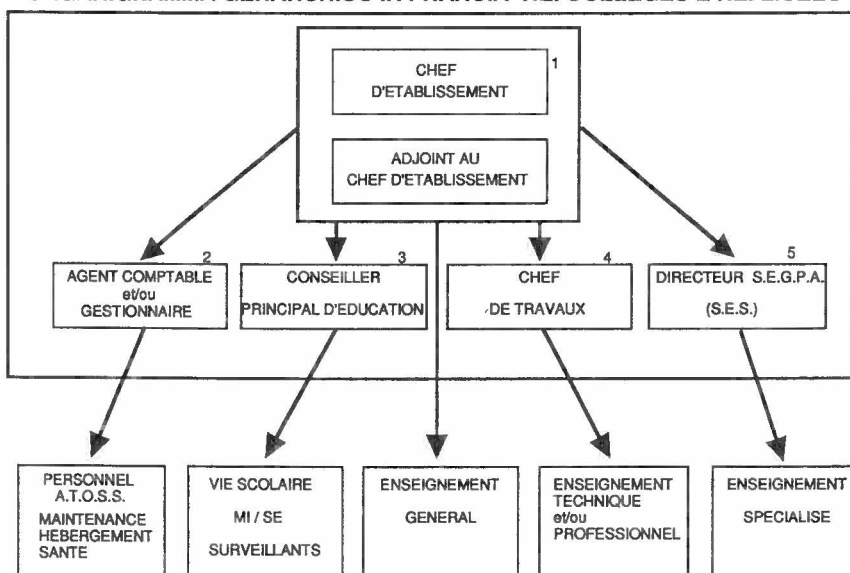 CHEF
D'ETABLISSEMENT
1
ADJOINT AU
CHEF D'ETABLISSEMENT
2
AGENT COMPTABLE
et/ou
GESTIONNAIRE
3
CONSEILLER
PRINCIPAL D'EDUCATION
4
CHEF
DE TRAVAUX
5
DIRECTEUR S.E.G.P.A.
(S.E.S.)
PERSONNEL
A.T.O.S.S.
MAINTENANCE
HEBERGEMENT
SANTE
VIE SCOLAIRE
MI / SE
SURVEILLANTS
ENSEIGNEMENT
GENERAL
ENSEIGNEMENT
TECHNIQUE
et/ou
PROFESSIONNEL
ENSEIGNEMENT
SPECIALISE